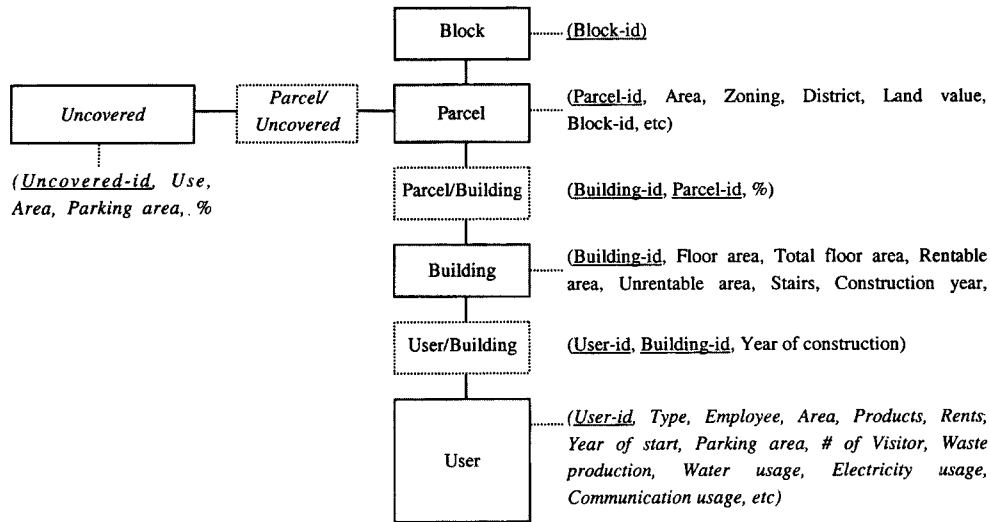 Block
(Block-id)
Uncovered
Parcel/
Uncovered
Parcel
(Parcel-id, Area, Zoning, District, Land value,
Block-id, etc)
(Uncovered-id, Use,
Area, Parking area, . %
Parcel/Building
(Building-id, Parcel-id, %)
Building
(Building-id, Floor area, Total floor area, Rentable
area, Unrentable area, Stairs, Construction year,
User/Building
(User-id, Building-id, Year of construction)
User
(User-id, Type, Employee, Area, Products, Rents,
Year of start, Parking area, # of Visitor, Waste
production, Water usage, Electricity usage,
Communication usage, etc)